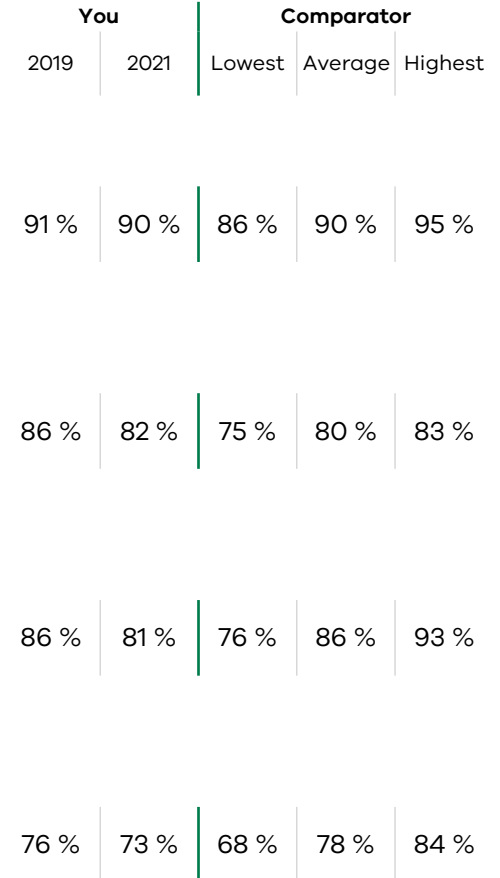 You Comparator
2019 2021 Lowest Average Highest
91 % 90 % 86 % 90 % 95 %
86 % 82 % 75 % 80 % 83 %
86 % 81 % 76 % 86 % 93 %
76 % 73 % 68 % 78 % 84 %